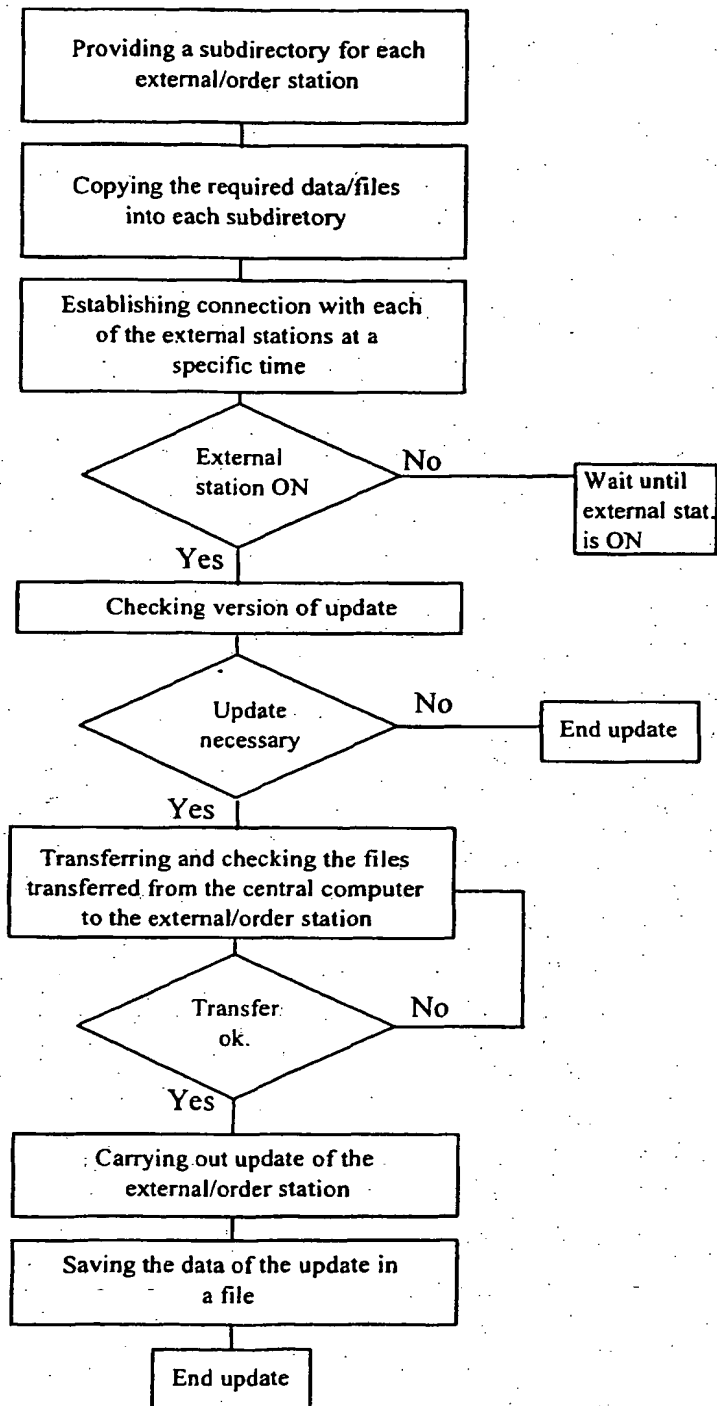 Providing a subdirectory for each
external/order station
Copying the required data/files
into each subdiretory
Establishing connection with each
of the external stations at a
specific time
External
station ON
No
Wait until
external stat.
is ON
Yes
Checking version of update
Update
necessary
No
End update
Yes
Transferring and checking the files
transferred from the central computer
to the external/order station
Transfer
ok.
No
Yes
Carrying out update of the
external/order station
Saving the data of the update in
a file
End update